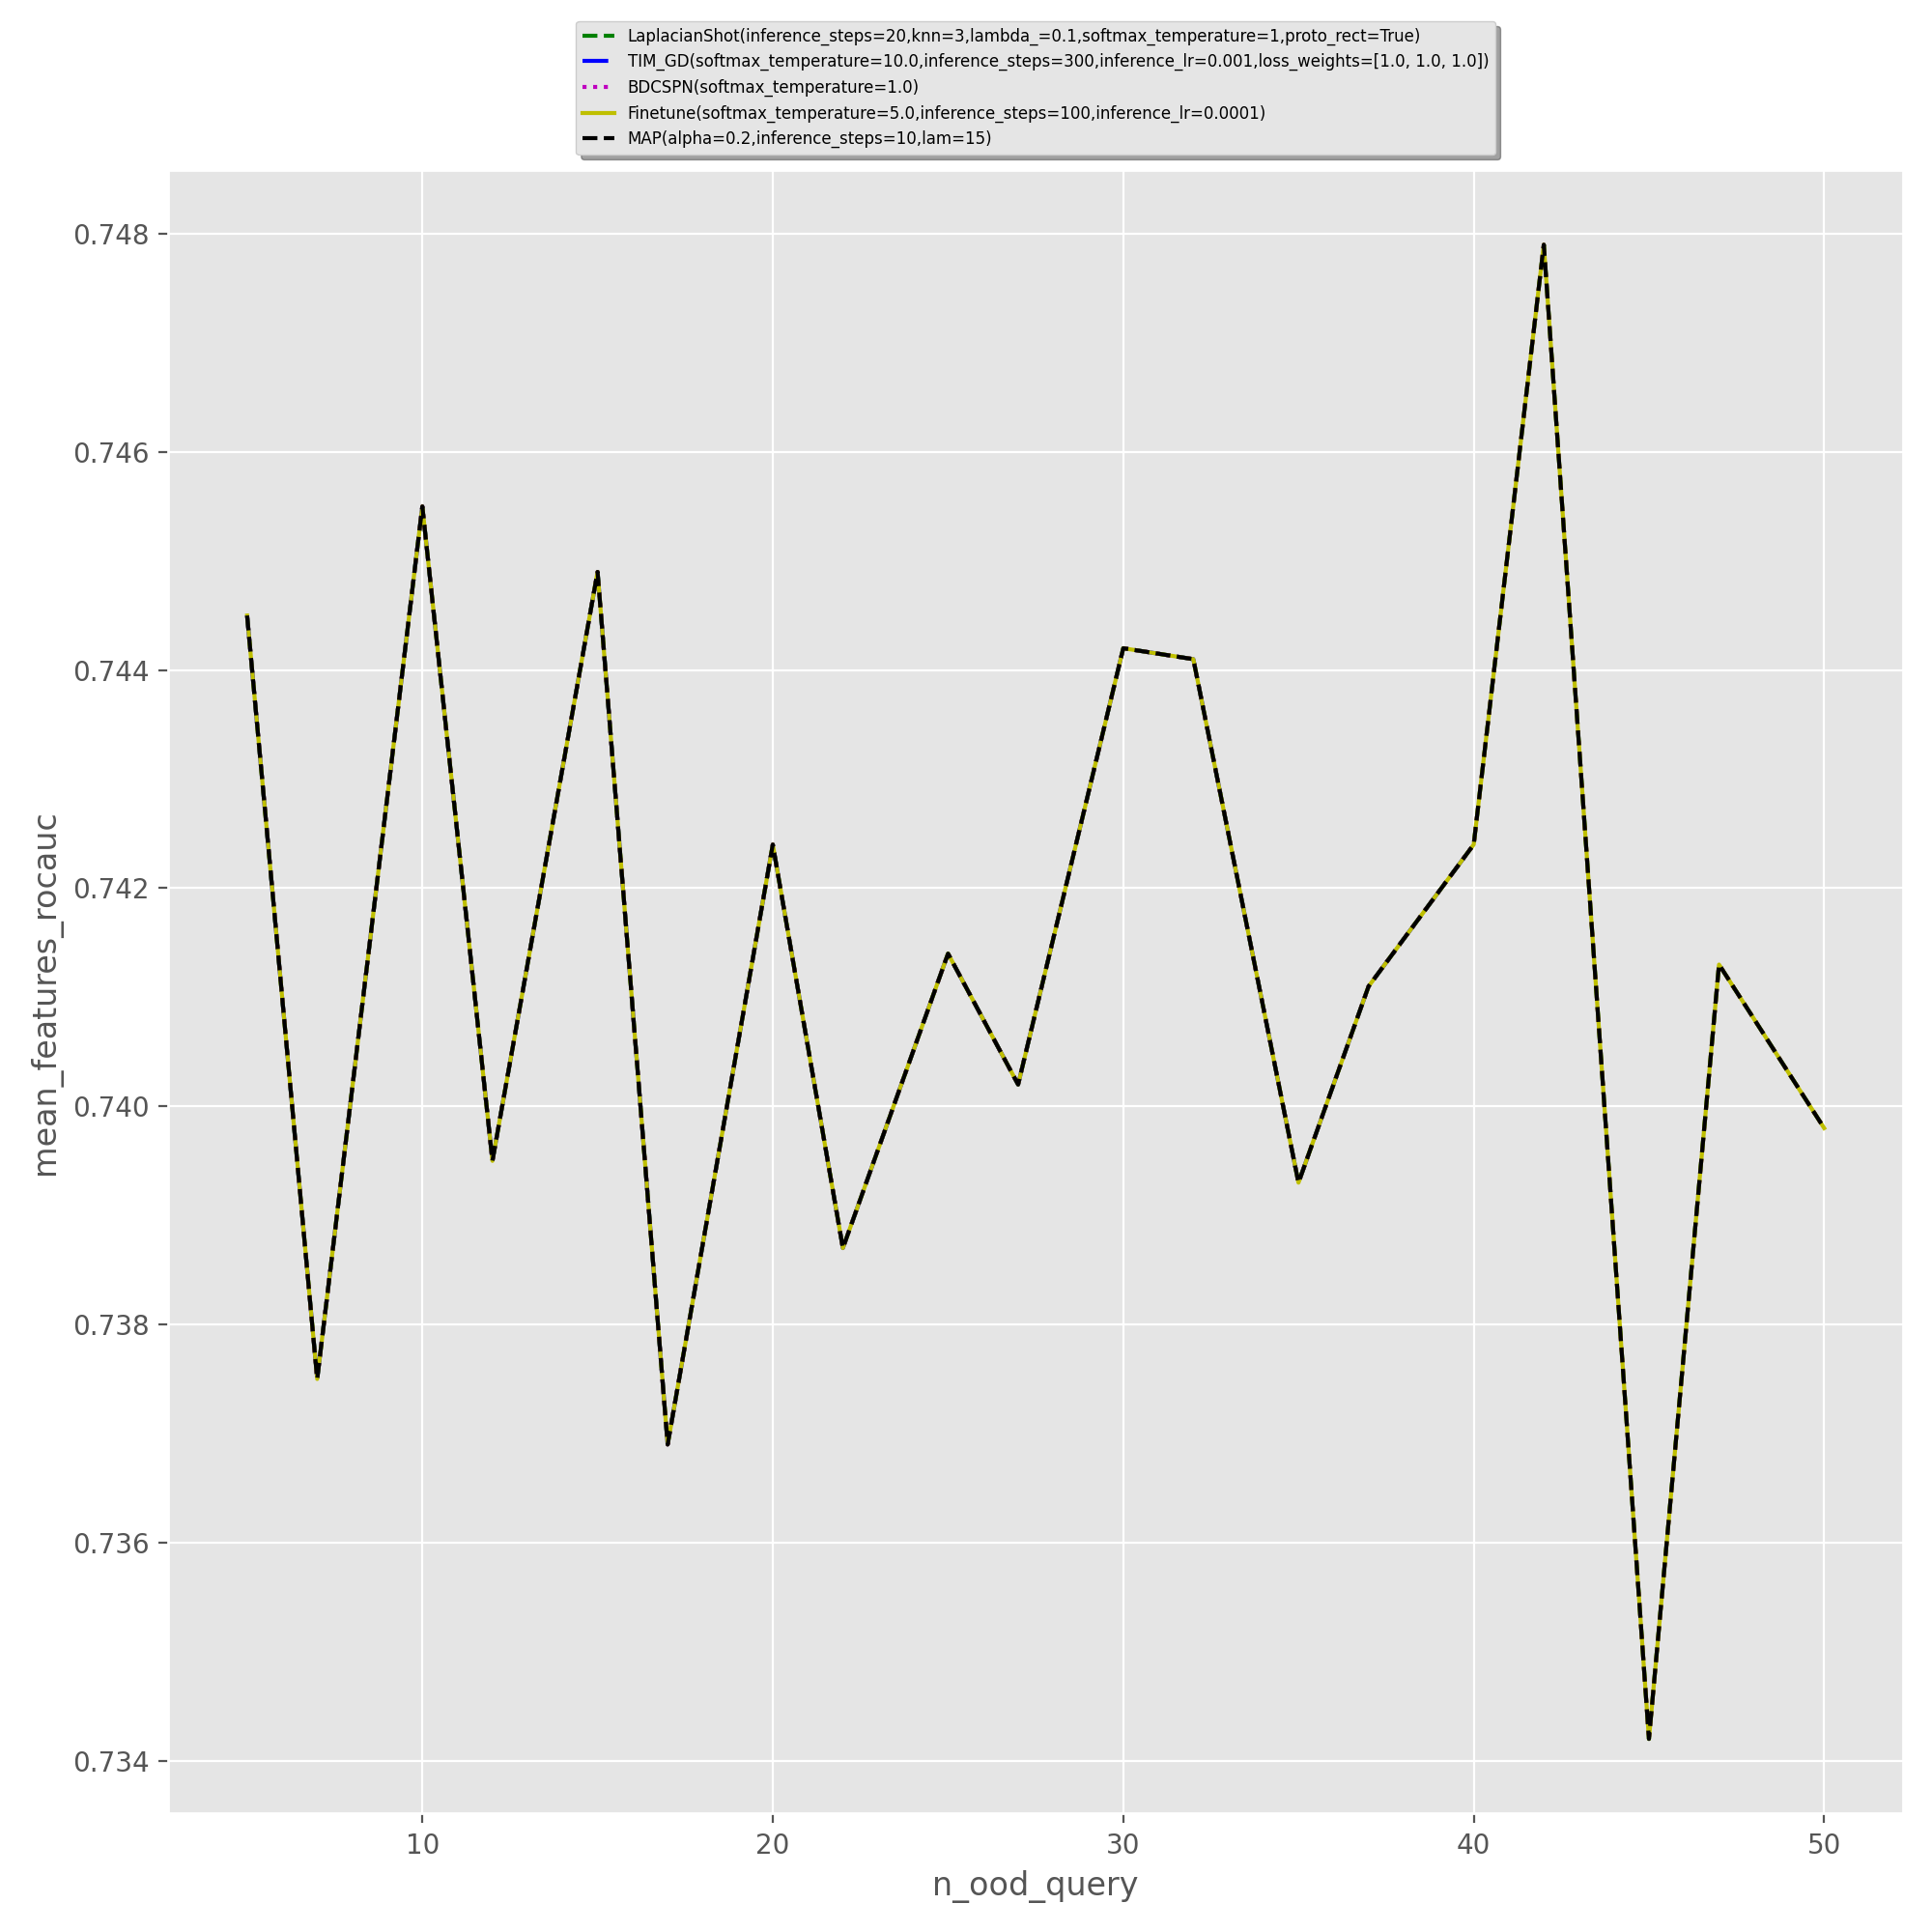 LaplacianShot(inference_steps=20,knn=3,lambda_=0.1,softmax_temperature=1,proto_rect=True)
TIM_GD(softmax_temperature=10.0,inference_steps=300,inference_lr=0.001,loss_weights=[1.0, 1.0, 1.0])
BDCSPN(softmax_temperature=1.0)
Finetune(softmax_temperature=5.0,inference_steps=100,inference_lr=0.0001)
MAP(alpha=0.2,inference_steps=10,lam=15)
0.748
0.746
0.744
0.742
0.740
0.738
0.736
0.734
mean_features_rocauc
10 20 30 40 50
n_ood_query